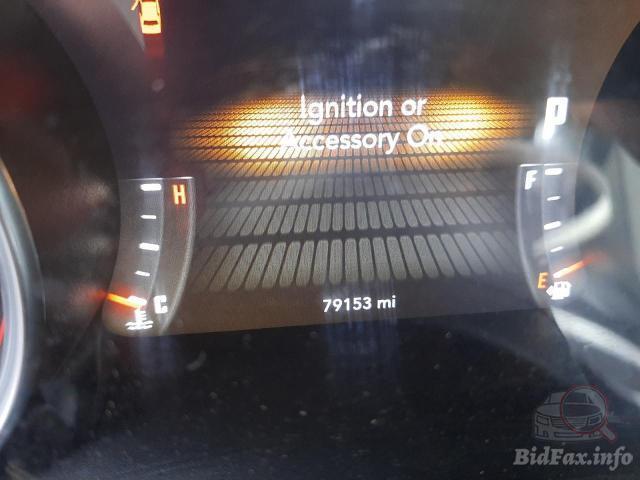 Ignition or
Accessory On
P
H
F
C
E
79153 mi
BidFax.info